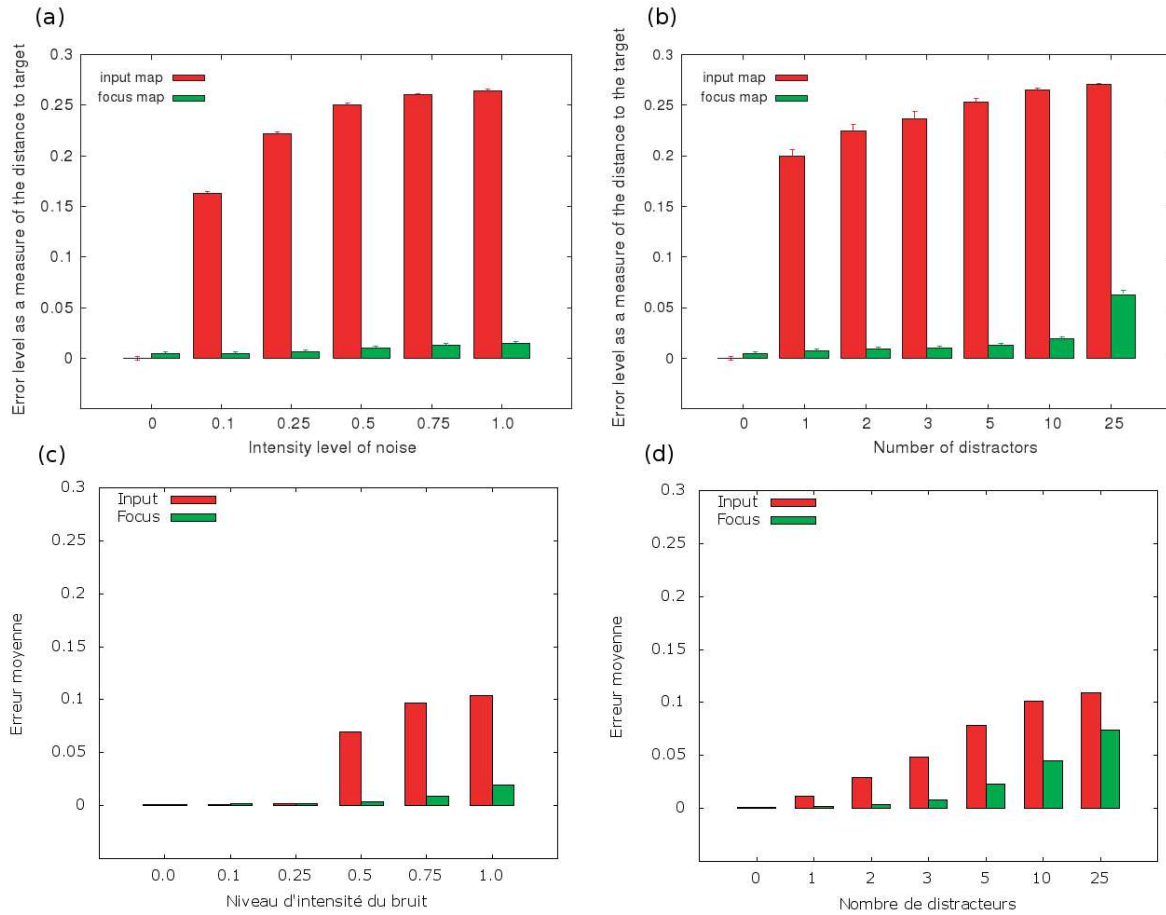 (a)
Error level as a measure of the distance to target
0.3
0.25
0.2
0.15
0.1
0.05
0
input map
focus map
0 0.1 0.25 0.5 0.75 1.0
Intensity level of noise
(b)
Error level as a measure of the distance to the target
0.3
0.25
0.2
0.15
0.1
0.05
0
input map
focus map
0 1 2 3 5 10 25
Number of distractors
(c)
Erreur moyenne
0.3
0.25
0.2
0.15
0.1
0.05
0
Input
Focus
0.0 0.1 0.25 0.5 0.75 1.0
Niveau d'intensité du bruit
(d)
Erreur moyenne
0.3
0.25
0.2
0.15
0.1
0.05
0
Input
Focus
0 1 2 3 5 10 25
Nombre de distracteurs